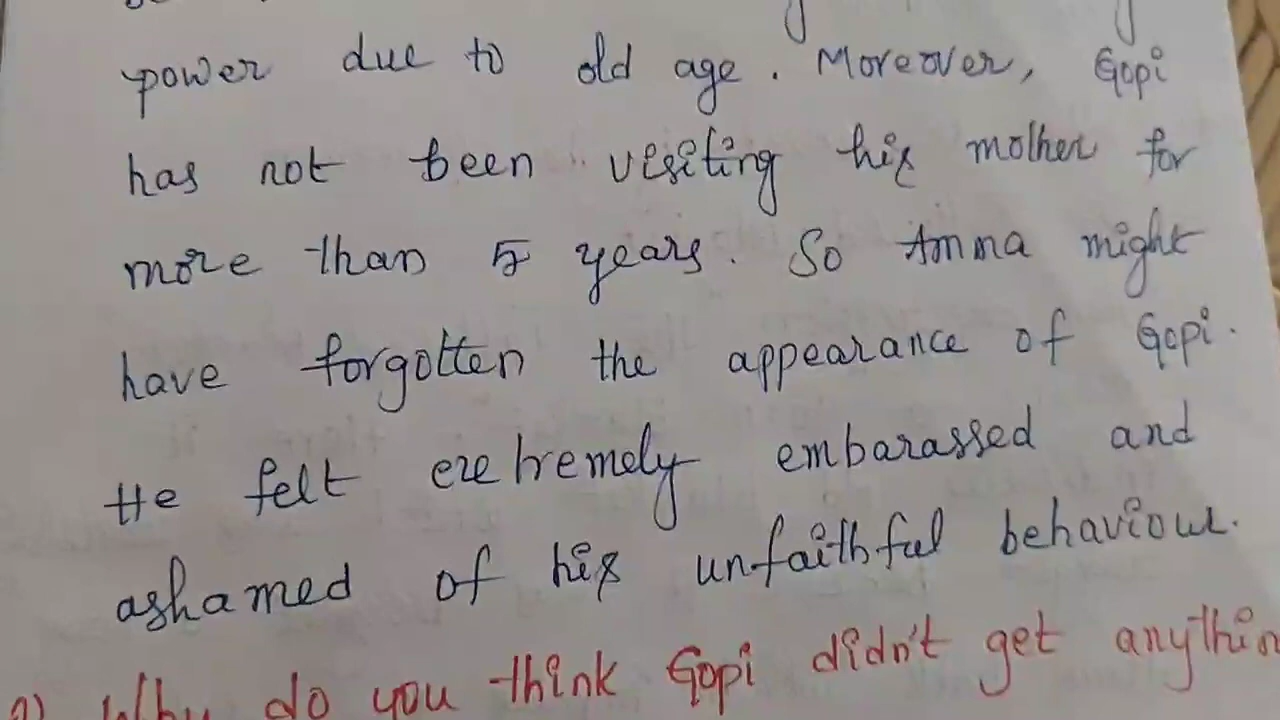 power due to old age. Moreover, Gopi
has not been visiting his mother for
more than 5 years. So Amma might
have forgotten the appearance of Gopi.
He felt extremely embarassed and
ashamed of his unfaithful behaviour.
Why do you think Gopi didn't get anythin